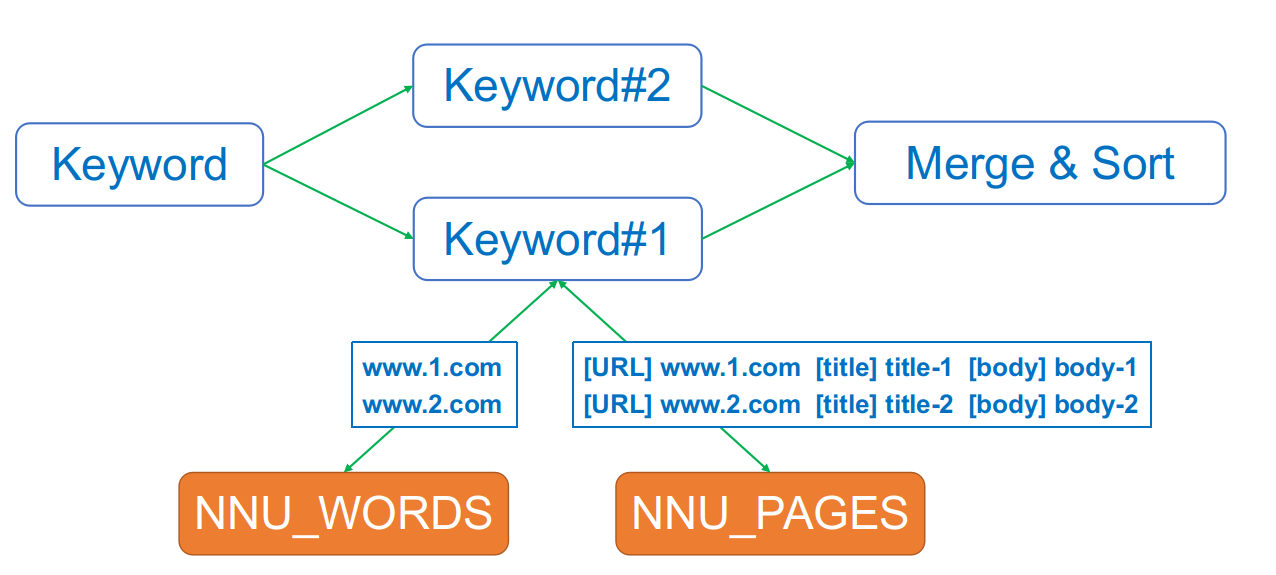 Keyword#2
Keyword
Merge & Sort
Keyword#1
www.1.com
www.2.com
[URL] www.1.com [title] title-1 [body] body-1
[URL] www.2.com [title] title-2 [body] body-2
NNU_WORDS
NNU_PAGES